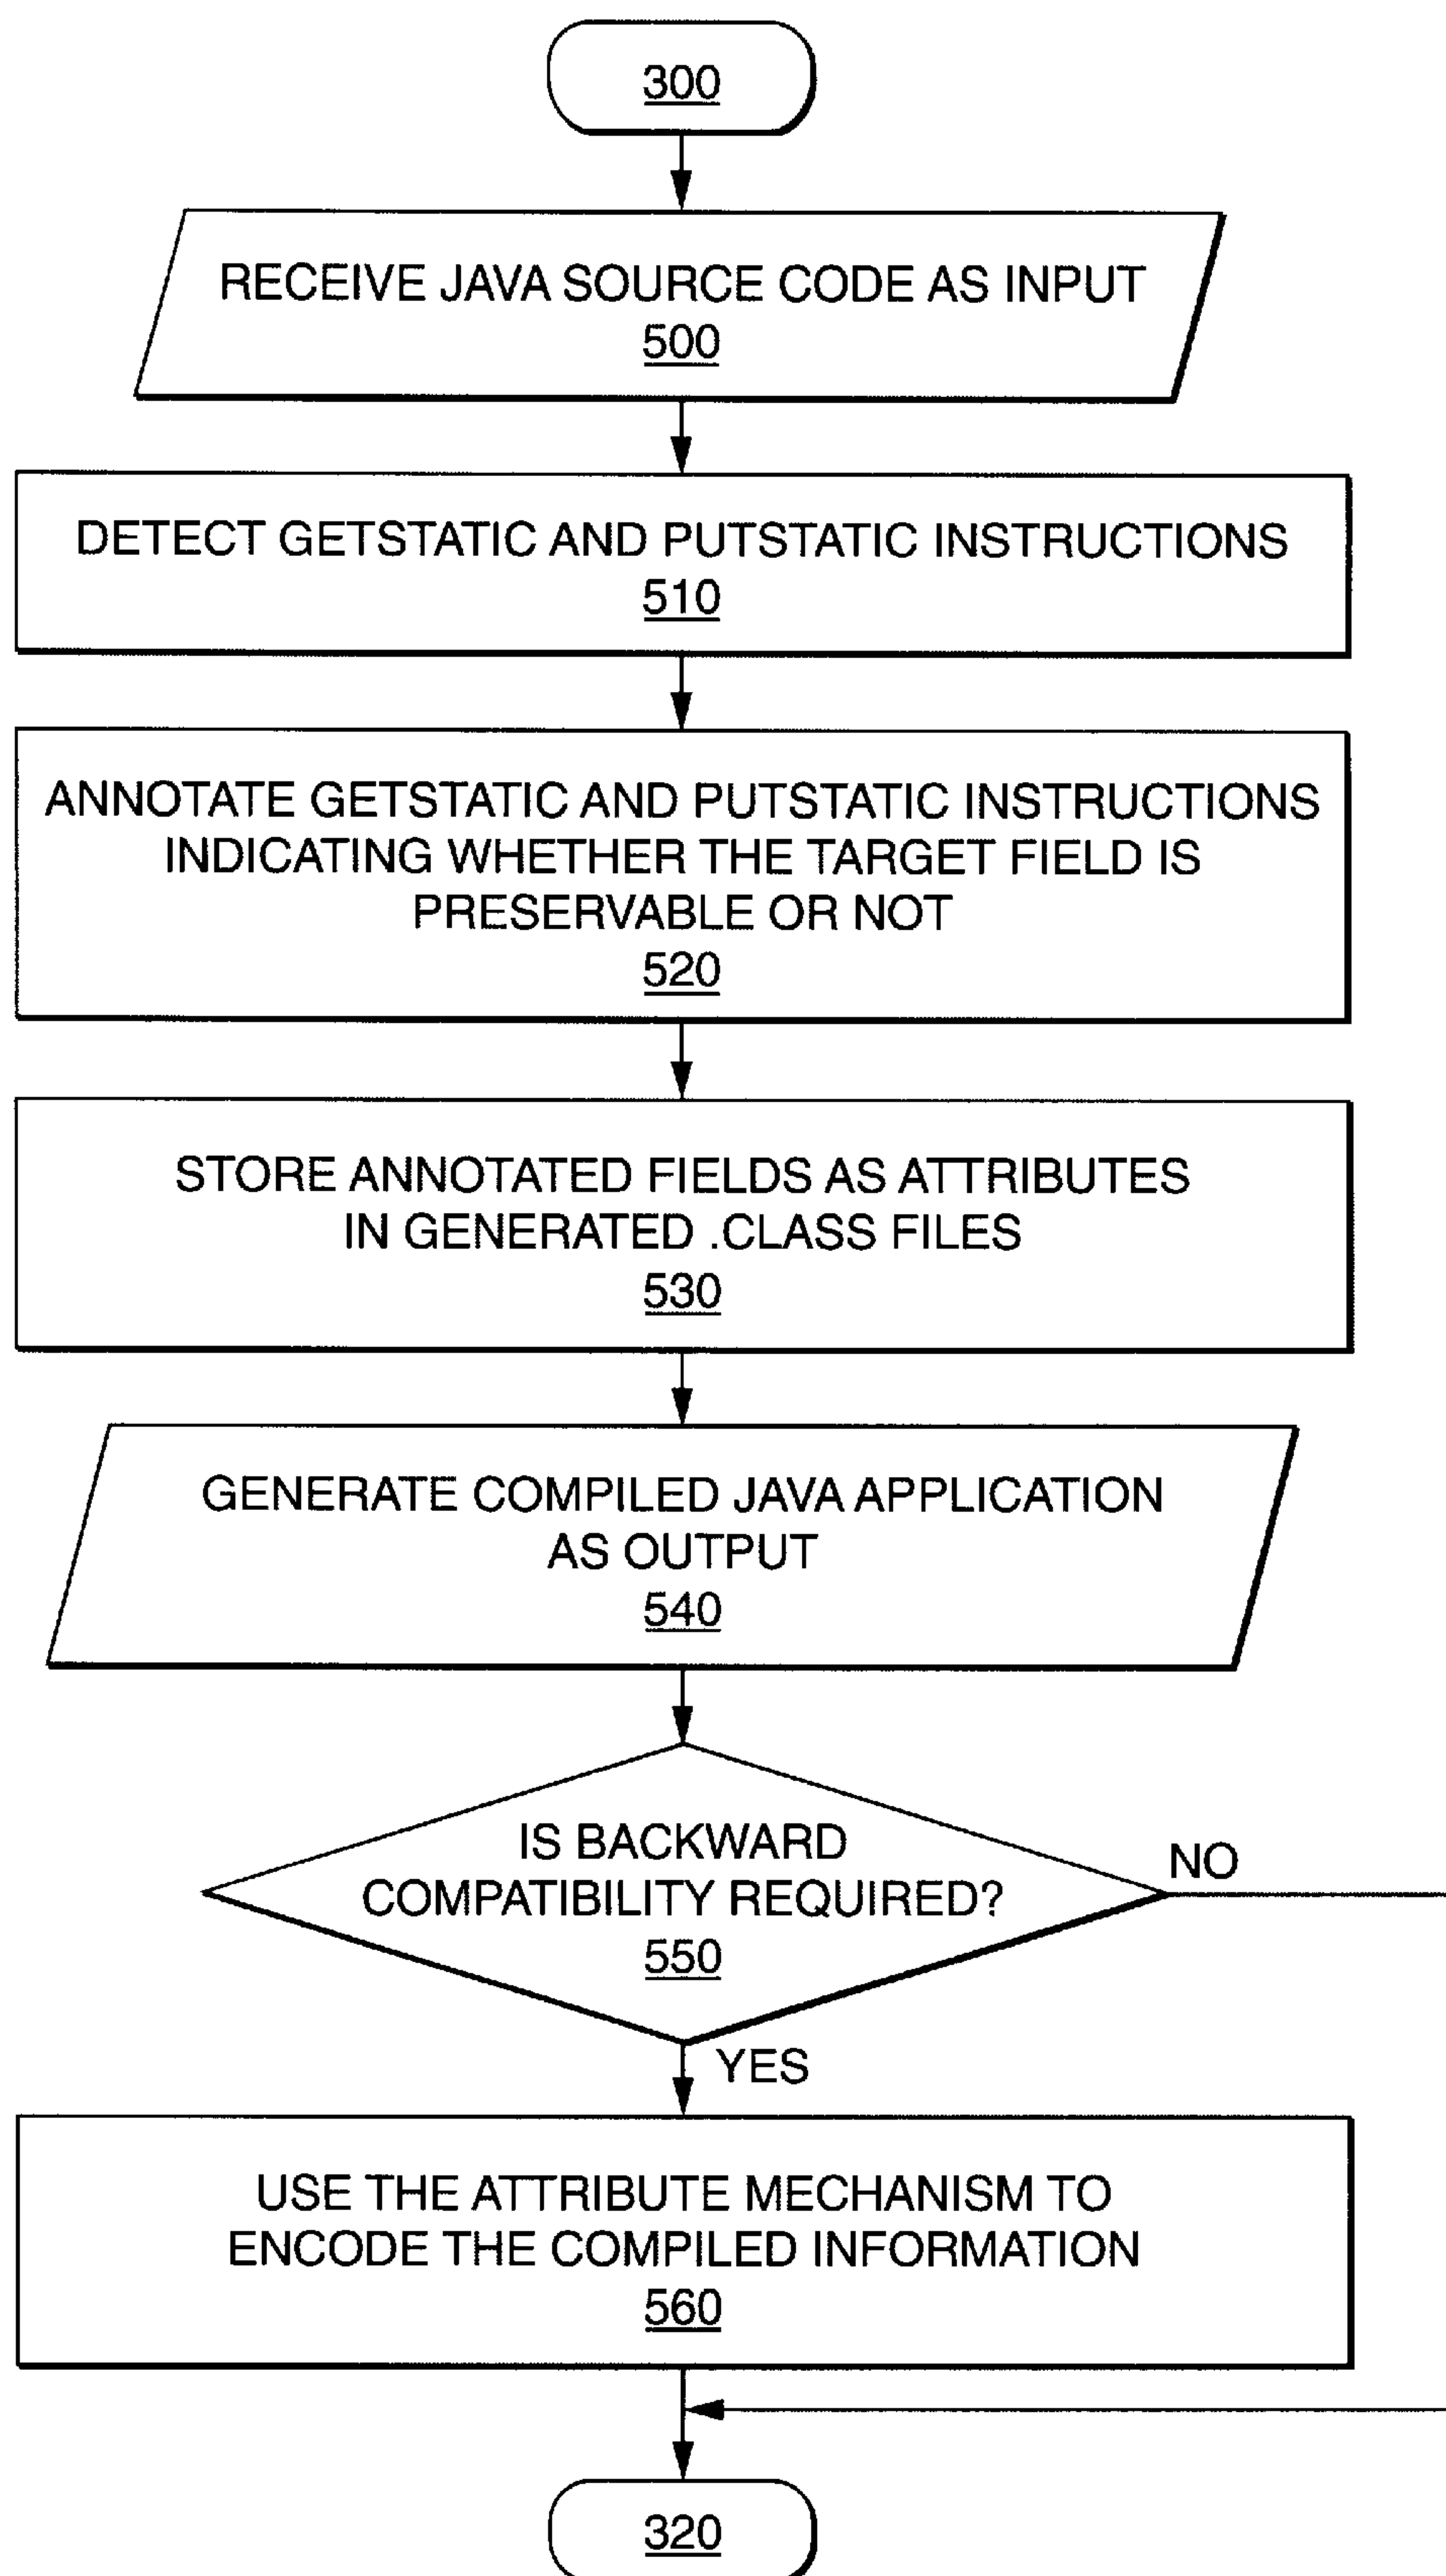 300
RECEIVE JAVA SOURCE CODE AS INPUT
500
DETECT GETSTATIC AND PUTSTATIC INSTRUCTIONS
510
ANNOTATE GETSTATIC AND PUTSTATIC INSTRUCTIONS
INDICATING WHETHER THE TARGET FIELD IS
PRESERVABLE OR NOT
520
STORE ANNOTATED FIELDS AS ATTRIBUTES
IN GENERATED .CLASS FILES
530
GENERATE COMPILED JAVA APPLICATION
AS OUTPUT
540
IS BACKWARD
COMPATIBILITY REQUIRED?
550
NO
YES
USE THE ATTRIBUTE MECHANISM TO
ENCODE THE COMPILED INFORMATION
560
320